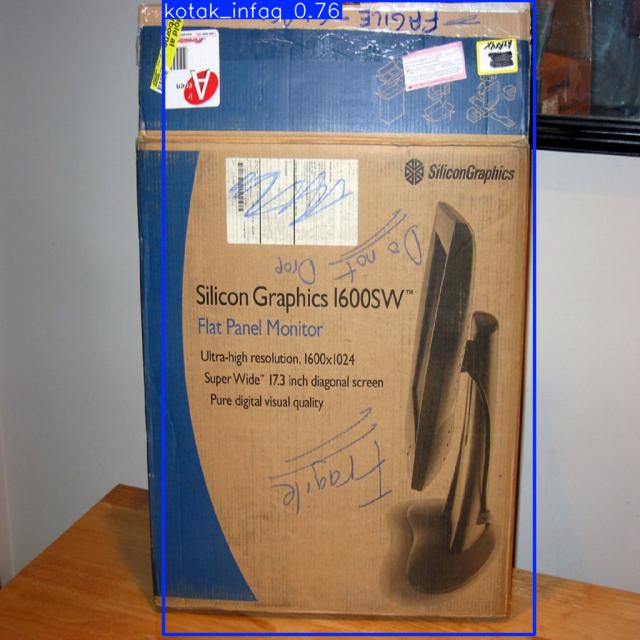 kotak_infaq 0.76
FAGILE
SiliconGraphics
Do not
Drop
Silicon Graphics 1600SW™
Flat Panel Monitor
Ultra-high resolution, 1600x1024
Super Wide™ 17.3 inch diagonal screen
Pure digital visual quality
Fragile